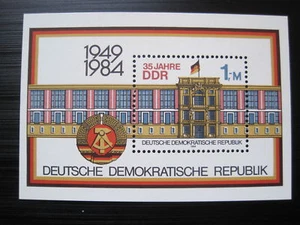 1949
1984
35 JAHRE
DDR
1,-M
DEUTSCHE DEMOKRATISCHE REPUBLIK
DEUTSCHE DEMOKRATISCHE REPUBLIK